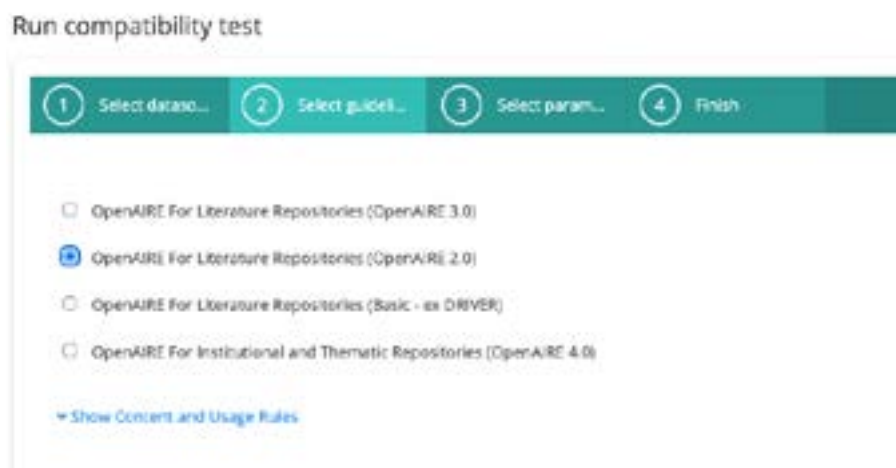 Run compatibility test
1 Select dataso... 2 Select guideli... 3 Select param... 4 Finish
OpenAIRE For Literature Repositories (OpenAIRE 3.0)
OpenAIRE For Literature Repositories (OpenAIRE 2.0)
OpenAIRE For Literature Repositories (Basic - ex DRIVER)
OpenAIRE For Institutional and Thematic Repositories (OpenAIRE 4.0)
Show Content and Usage Rules